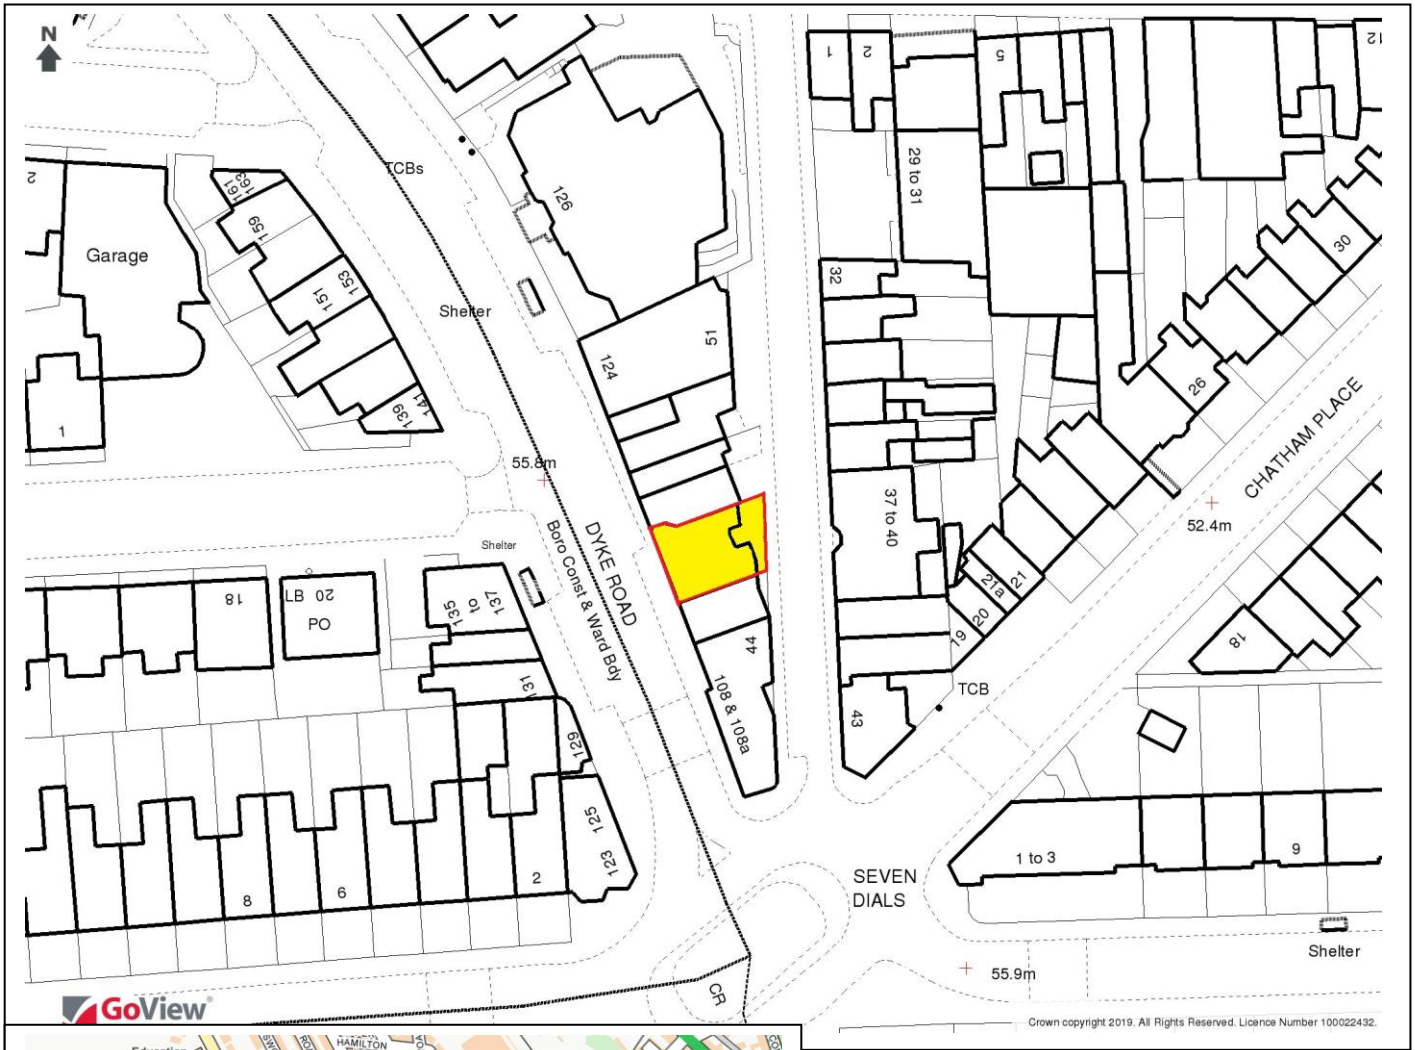 N
1
2
5
12
TCBs
161
163
2
159
126
29 to 31
Garage
153
151
32
30
Shelter
51
124
26
139
141
1
CHATHAM PLACE
55.8m
37 to 40
52.4m
Shelter
DYKE ROAD
Boro Const & Ward Bdy
21
21a
20
19
18
LB 20
PO
135
to
137
18
44
131
TCB
108 & 108a
43
129
125
123
1 to 3
9
2
6
8
SEVEN
DIALS
Shelter
55.9m
CR
GoView
Crown copyright 2019. All Rights Reserved. Licence Number 100022432.
HAMILTON